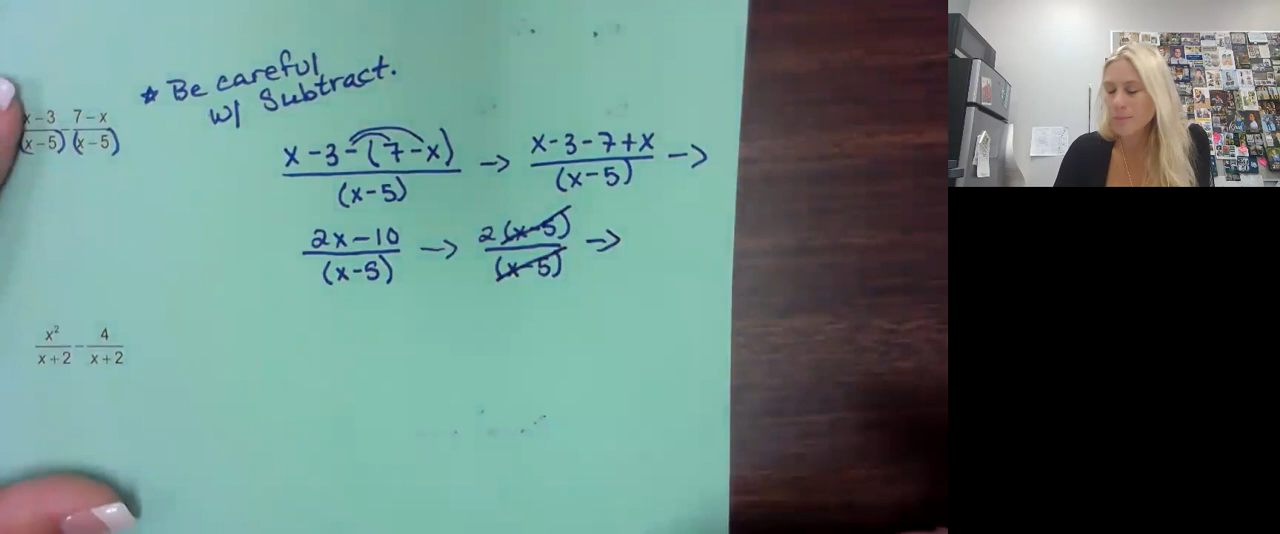 * Be careful
w/ Subtract.
x-3/(x-5) - 7-x/(x-5)
x-3-(7-x)/(x-5) → x-3-7+x/(x-5) →
2x-10/(x-5) → 2(x-5)/(x-5) →
x²/x+2 - 4/x+2